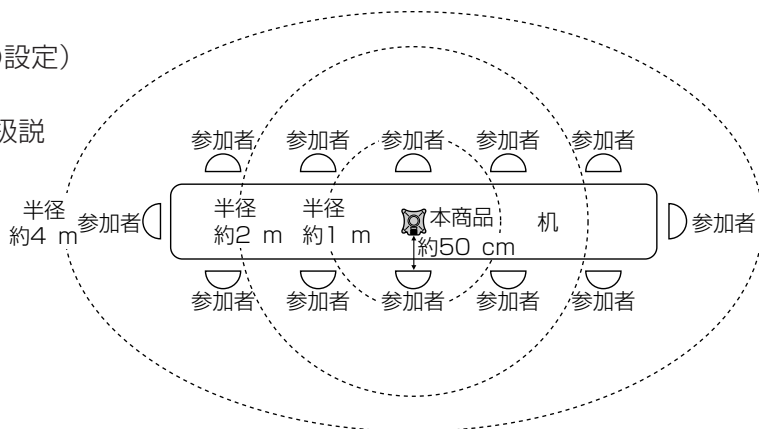 設定）
扱説
参加者 参加者 参加者 参加者 参加者
半径
約4 m
参加者
半径
約2 m
半径
約1 m
本商品
約50 cm
机
参加者
参加者 参加者 参加者 参加者 参加者